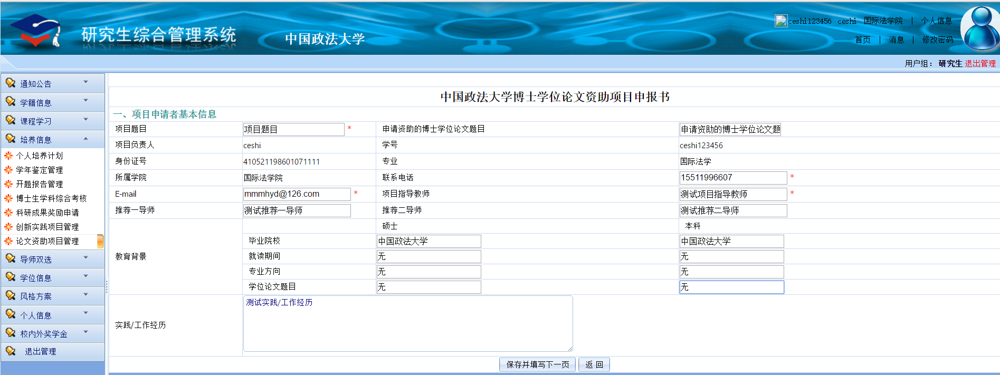 研究生综合管理系统
中国政法大学
ceshi123456 ceshi 国际法学院 | 个人信息
首页 | 消息 | 修改密码
用户组： 研究生 退出管理
通知公告
学籍信息
课程学习
培养信息
个人培养计划
学年鉴定管理
开题报告管理
博士生学科综合考核
科研成果奖励申请
创新实践项目管理
论文资助项目管理
导师双选
学位信息
风格方案
个人信息
校内外奖学金
退出管理
中国政法大学博士学位论文资助项目申报书
一、项目申请者基本信息
项目题目 项目题目 * 申请资助的博士学位论文题目 申请资助的博士学位论文题
项目负责人 ceshi 学号 ceshi123456
身份证号 410521198601071111 专业 国际法学
所属学院 国际法学院 联系电话 15511996607 *
E-mail mmmhyd@126.com * 项目指导教师 测试项目指导教师 *
推荐一导师 测试推荐一导师 推荐二导师 测试推荐二导师
教育背景
硕士 本科
毕业院校 中国政法大学 中国政法大学
就读期间 无 无
专业方向 无 无
学位论文题目 无 无
实践/工作经历 测试实践/工作经历
保存并填写下一页 返 回